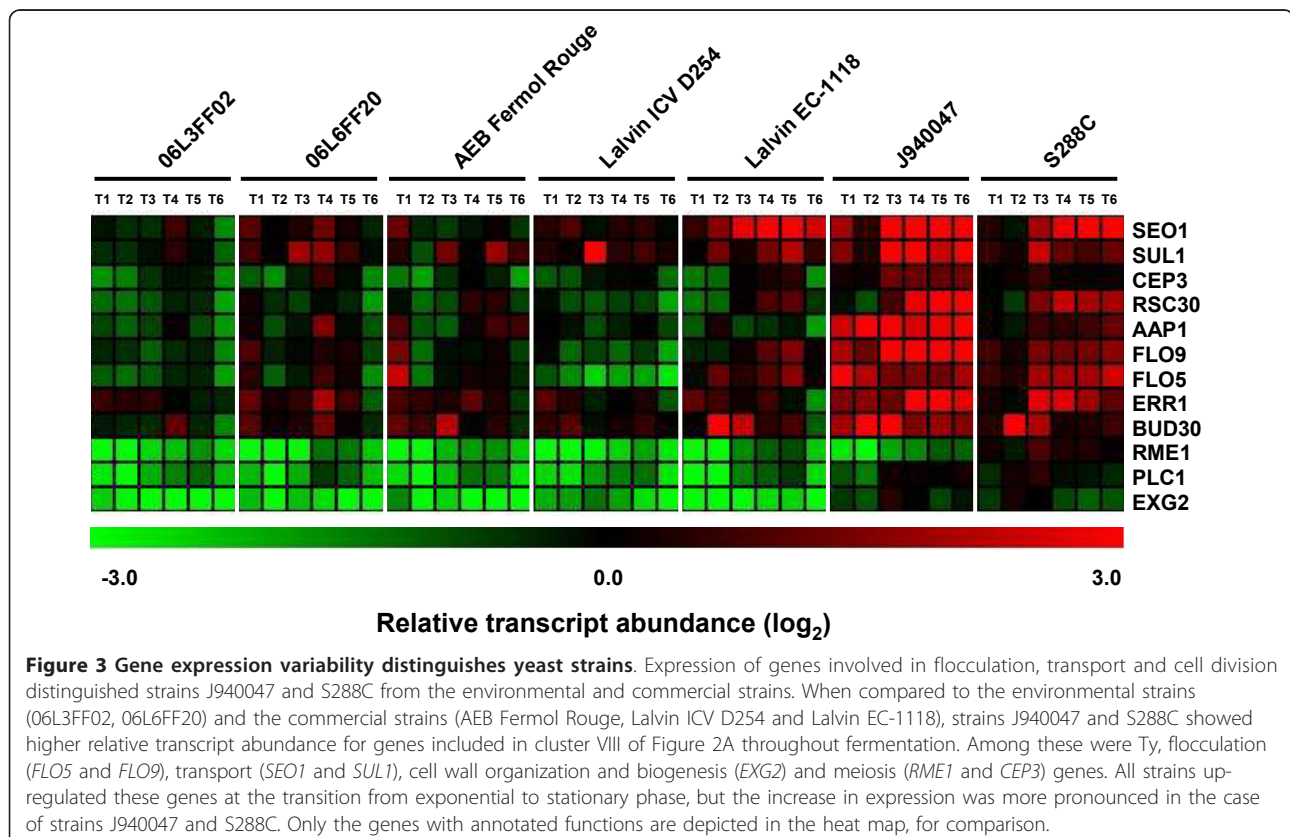 06L3FF02 06L6FF20 AEB Fermol Rouge Lalvin ICV D254 Lalvin EC-1118 J940047 S288C
T1 T2 T3 T4 T5 T6 T1 T2 T3 T4 T5 T6 T1 T2 T3 T4 T5 T6 T1 T2 T3 T4 T5 T6 T1 T2 T3 T4 T5 T6 T1 T2 T3 T4 T5 T6 T1 T2 T3 T4 T5 T6
SEO1
SUL1
CEP3
RSC30
AAP1
FLO9
FLO5
ERR1
BUD30
RME1
PLC1
EXG2
-3.0 0.0 3.0
Relative transcript abundance (log2)
Figure 3 Gene expression variability distinguishes yeast strains. Expression of genes involved in flocculation, transport and cell division
distinguished strains J940047 and S288C from the environmental and commercial strains. When compared to the environmental strains
(06L3FF02, 06L6FF20) and the commercial strains (AEB Fermol Rouge, Lalvin ICV D254 and Lalvin EC-1118), strains J940047 and S288C showed
higher relative transcript abundance for genes included in cluster VIII of Figure 2A throughout fermentation. Among these were Ty, flocculation
(FLO5 and FLO9), transport (SEO1 and SUL1), cell wall organization and biogenesis (EXG2) and meiosis (RME1 and CEP3) genes. All strains up-
regulated these genes at the transition from exponential to stationary phase, but the increase in expression was more pronounced in the case
of strains J940047 and S288C. Only the genes with annotated functions are depicted in the heat map, for comparison.